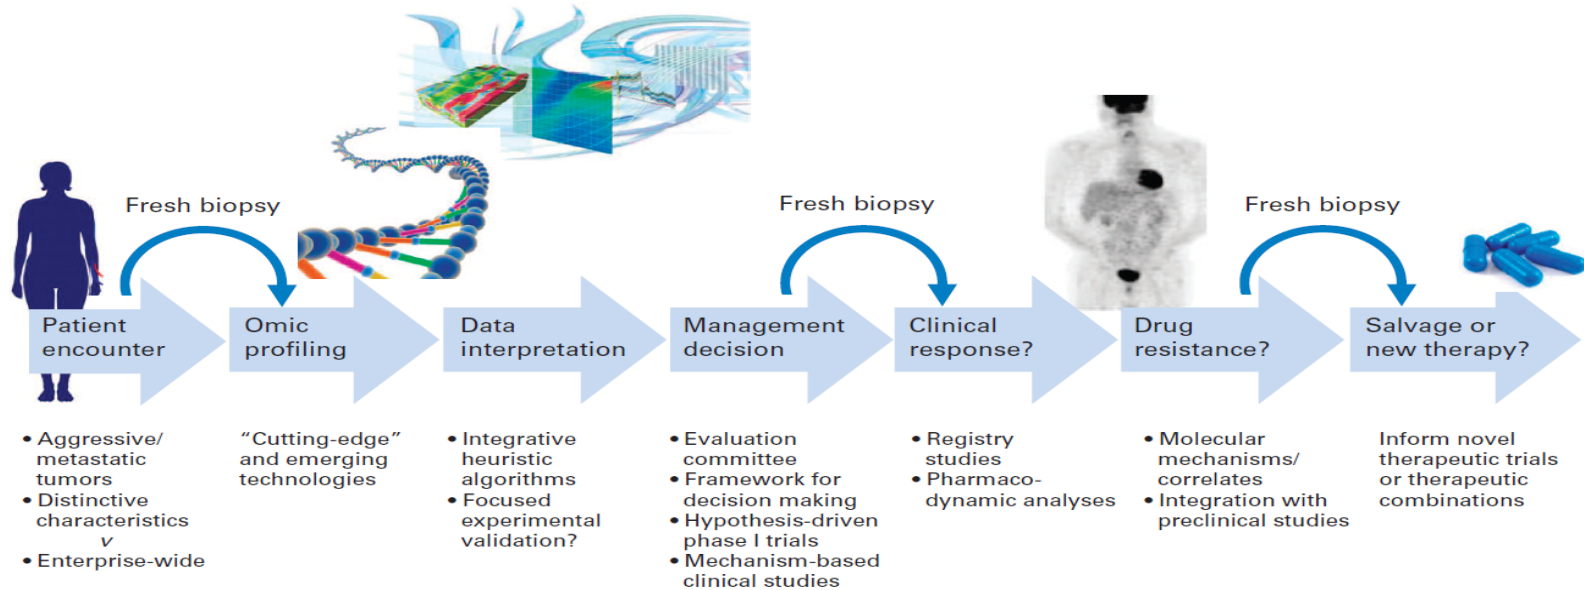 Fresh biopsy
Fresh biopsy
Fresh biopsy
Patient
encounter
Omic
profiling
Data
interpretation
Management
decision
Clinical
response?
Drug
resistance?
Salvage or
new therapy?
• Aggressive/
metastatic
tumors
• Distinctive
characteristics
v
• Enterprise-wide
“Cutting-edge”
and emerging
technologies
• Integrative
heuristic
algorithms
• Focused
experimental
validation?
• Evaluation
committee
• Framework for
decision making
• Hypothesis-driven
phase I trials
• Mechanism-based
clinical studies
• Registry
studies
• Pharmaco-
dynamic analyses
• Molecular
mechanisms/
correlates
• Integration with
preclinical studies
Inform novel
therapeutic trials
or therapeutic
combinations